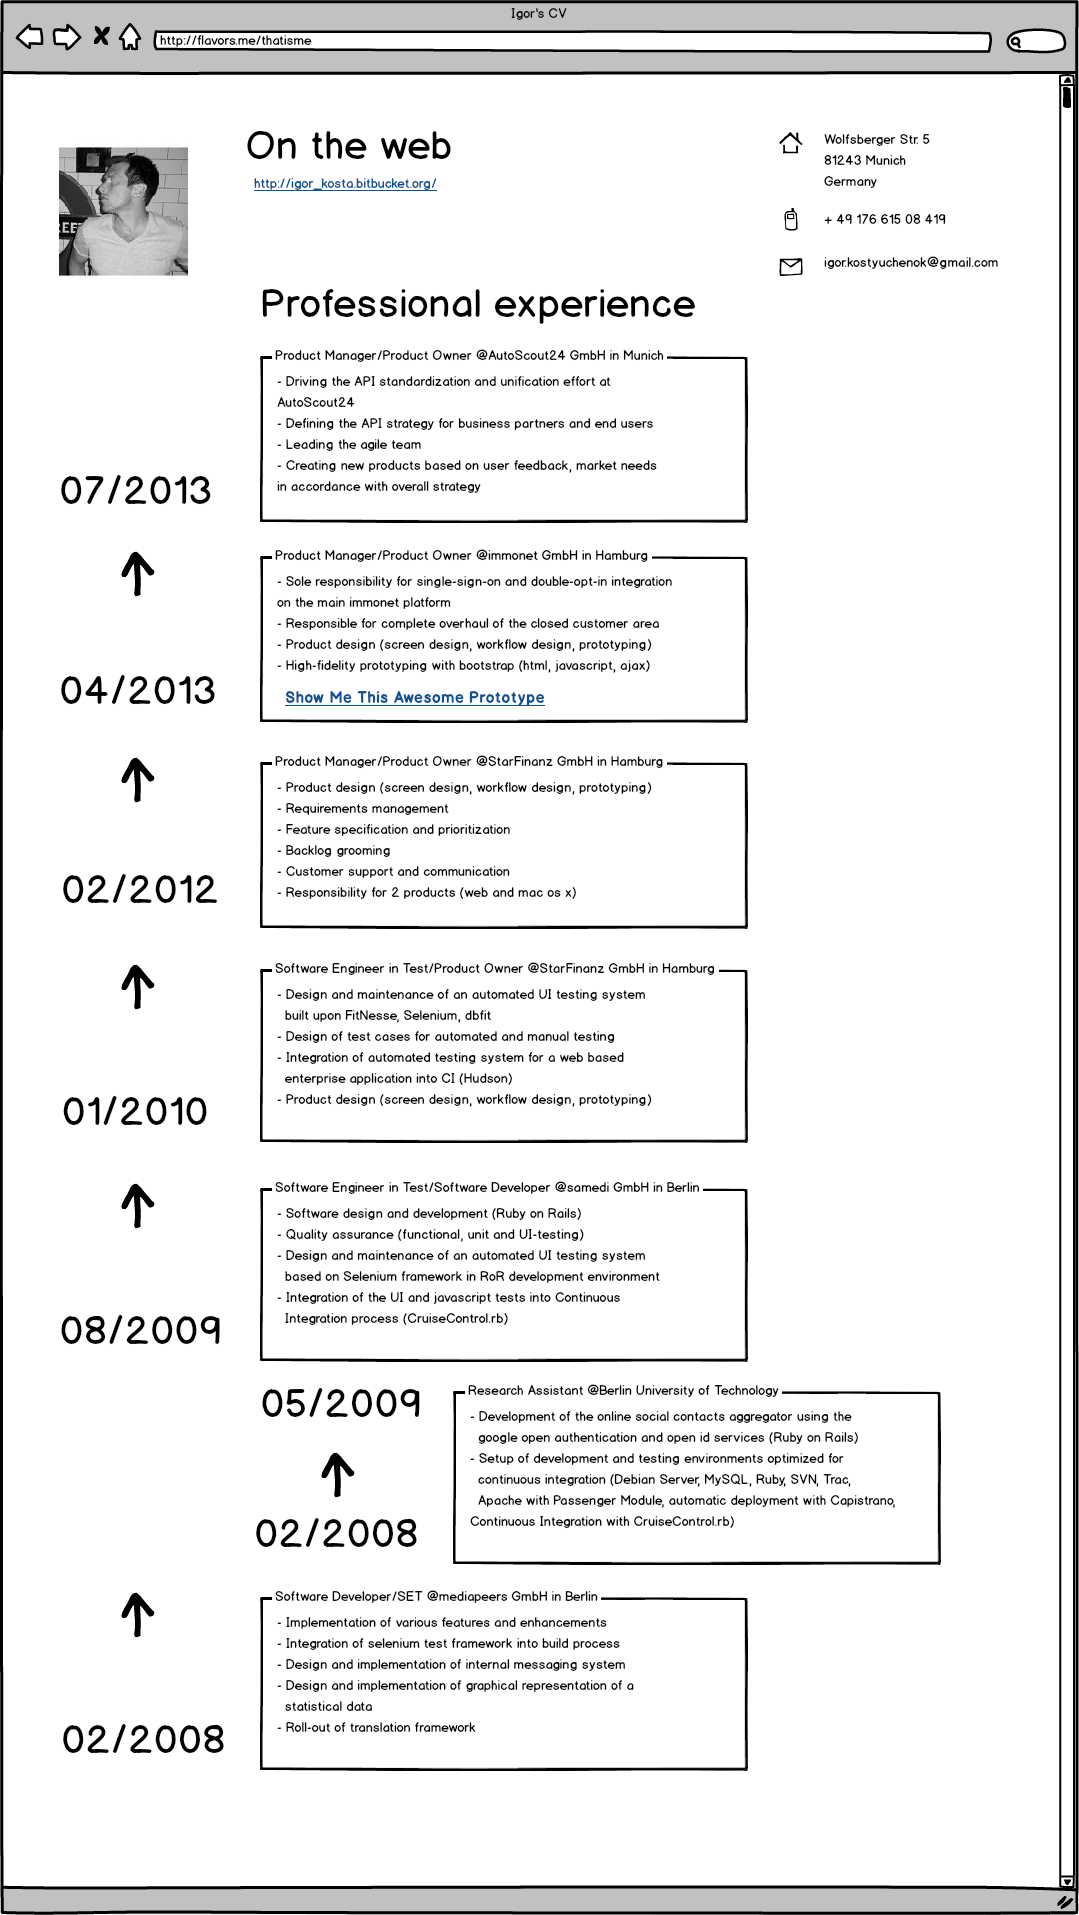 Igor's CV
http://flavors.me/thatisme
On the web
http://igor_kosta.bitbucket.org/
Wolfsberger Str. 5
81243 Munich
Germany
+ 49 176 615 08 419
igor.kostyuchenok@gmail.com
Professional experience
Product Manager/Product Owner @AutoScout24 GmbH in Munich
- Driving the API standardization and unification effort at
AutoScout24
- Defining the API strategy for business partners and end users
- Leading the agile team
- Creating new products based on user feedback, market needs
in accordance with overall strategy
07/2013
Product Manager/Product Owner @immonet GmbH in Hamburg
- Sole responsibility for single-sign-on and double-opt-in integration
on the main immonet platform
- Responsible for complete overhaul of the closed customer area
- Product design (screen design, workflow design, prototyping)
- High-fidelity prototyping with bootstrap (html, javascript, ajax)
Show Me This Awesome Prototype
04/2013
Product Manager/Product Owner @StarFinanz GmbH in Hamburg
- Product design (screen design, workflow design, prototyping)
- Requirements management
- Feature specification and prioritization
- Backlog grooming
- Customer support and communication
- Responsibility for 2 products (web and mac os x)
02/2012
Software Engineer in Test/Product Owner @StarFinanz GmbH in Hamburg
- Design and maintenance of an automated UI testing system
built upon FitNesse, Selenium, dbfit
- Design of test cases for automated and manual testing
- Integration of automated testing system for a web based
enterprise application into CI (Hudson)
- Product design (screen design, workflow design, prototyping)
01/2010
Software Engineer in Test/Software Developer @samedi GmbH in Berlin
- Software design and development (Ruby on Rails)
- Quality assurance (functional, unit and UI-testing)
- Design and maintenance of an automated UI testing system
based on Selenium framework in RoR development environment
- Integration of the UI and javascript tests into Continuous
Integration process (CruiseControl.rb)
08/2009
05/2009
Research Assistant @Berlin University of Technology
- Development of the online social contacts aggregator using the
google open authentication and open id services (Ruby on Rails)
- Setup of development and testing environments optimized for
continuous integration (Debian Server, MySQL, Ruby, SVN, Trac,
Apache with Passenger Module, automatic deployment with Capistrano,
Continuous Integration with CruiseControl.rb)
02/2008
Software Developer/SET @mediapeers GmbH in Berlin
- Implementation of various features and enhancements
- Integration of selenium test framework into build process
- Design and implementation of internal messaging system
- Design and implementation of graphical representation of a
statistical data
- Roll-out of translation framework
02/2008